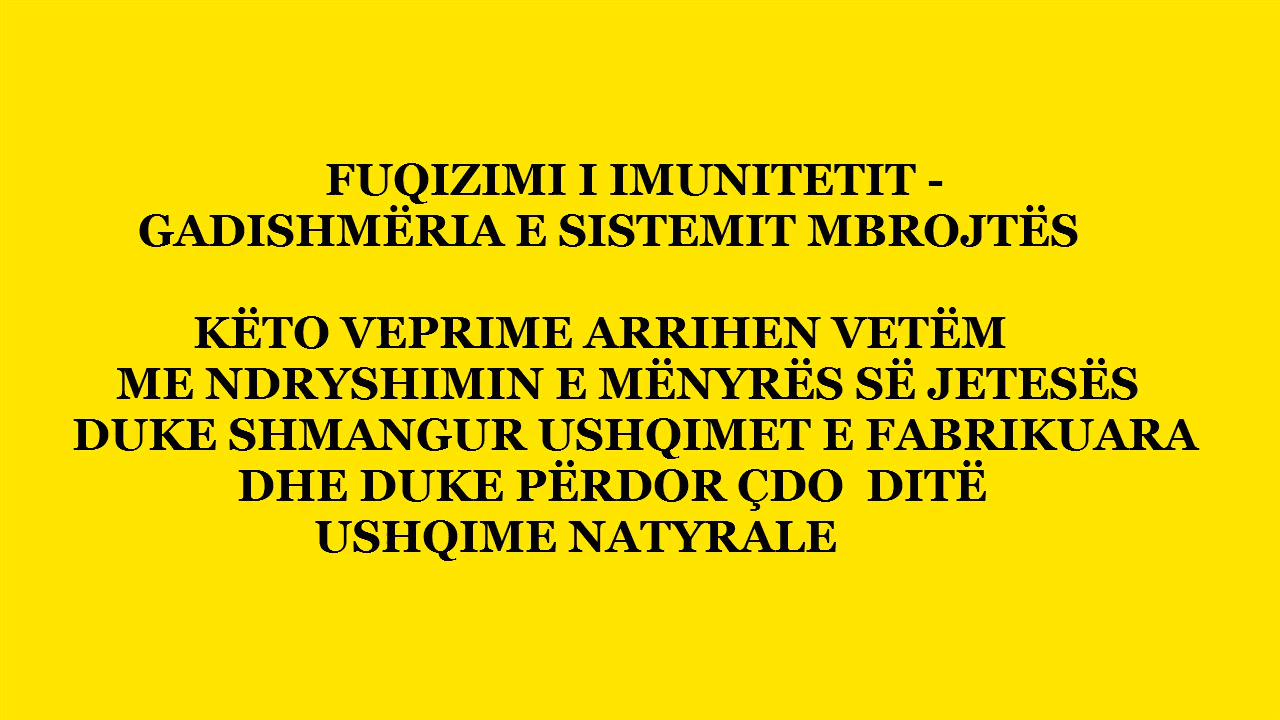 FUQIZIMI I IMUNITETIT -
GADISHMËRIA E SISTEMIT MBROJTËS
KËTO VEPRIME ARRIHEN VETËM
ME NDRYSHIMIN E MËNYRËS SË JETESËS
DUKE SHMANGUR USHQIMET E FABRIKUARA
DHE DUKE PËRDOR ÇDO DITË
USHQIME NATYRALE